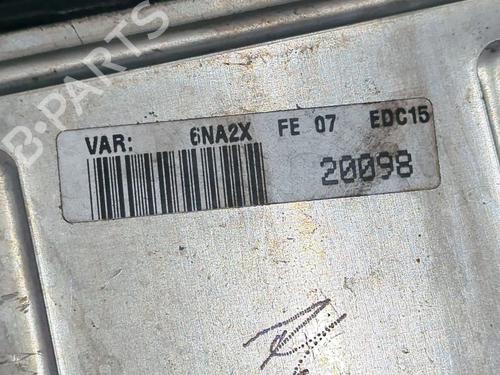 B-PARTS
VAR: 6NA2X FE 07 EDC15
20098